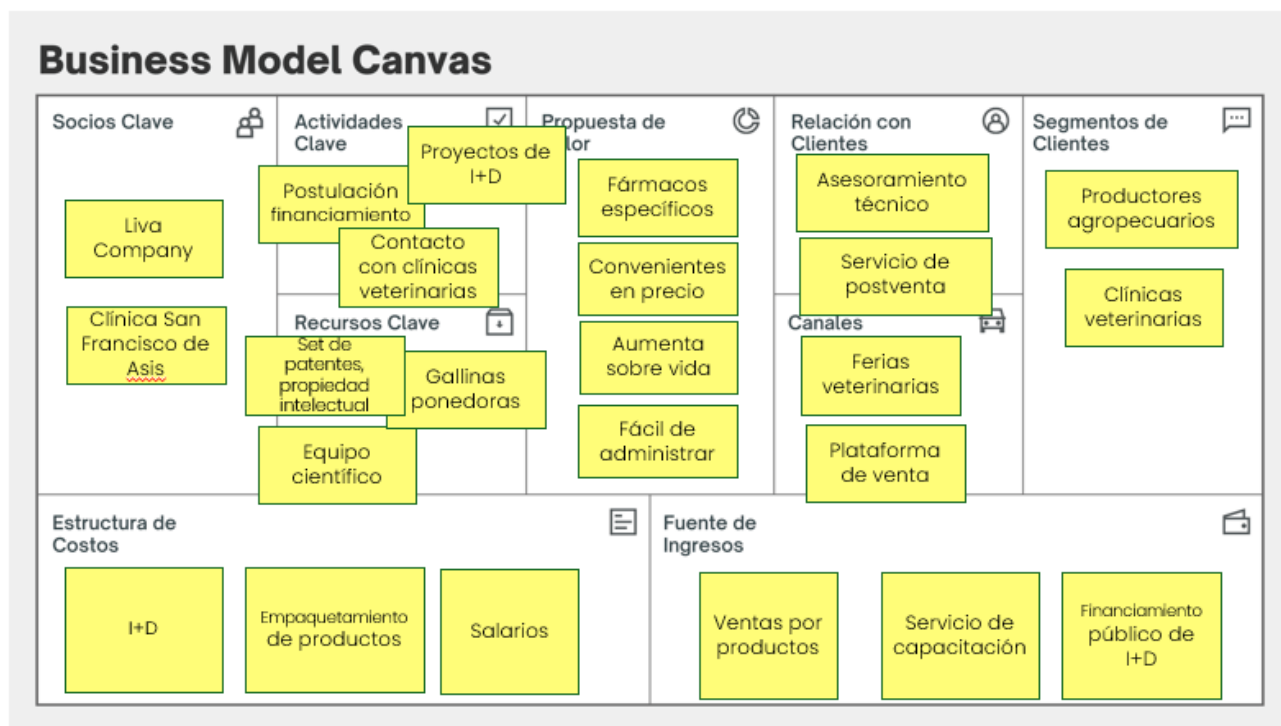 Business Model Canvas
Socios Clave
Liva
Company
Clínica San
Francisco de
Asis
Actividades
Clave
Proyectos de
I+D
Postulación
financiamiento
Contacto
con clínicas
veterinarias
Recursos Clave
Set de
patentes,
propiedad
intelectual
Gallinas
ponedoras
Equipo
científico
Propuesta de
lor
Fármacos
específicos
Convenientes
en precio
Aumenta
sobre vida
Fácil de
administrar
Relación con
Clientes
Asesoramiento
técnico
Servicio de
postventa
Canales
Ferias
veterinarias
Plataforma
de venta
Segmentos de
Clientes
Productores
agropecuarios
Clínicas
veterinarias
Estructura de
Costos
I+D
Empaquetamiento
de productos
Salarios
Fuente de
Ingresos
Ventas por
productos
Servicio de
capacitación
Financiamiento
público de
I+D